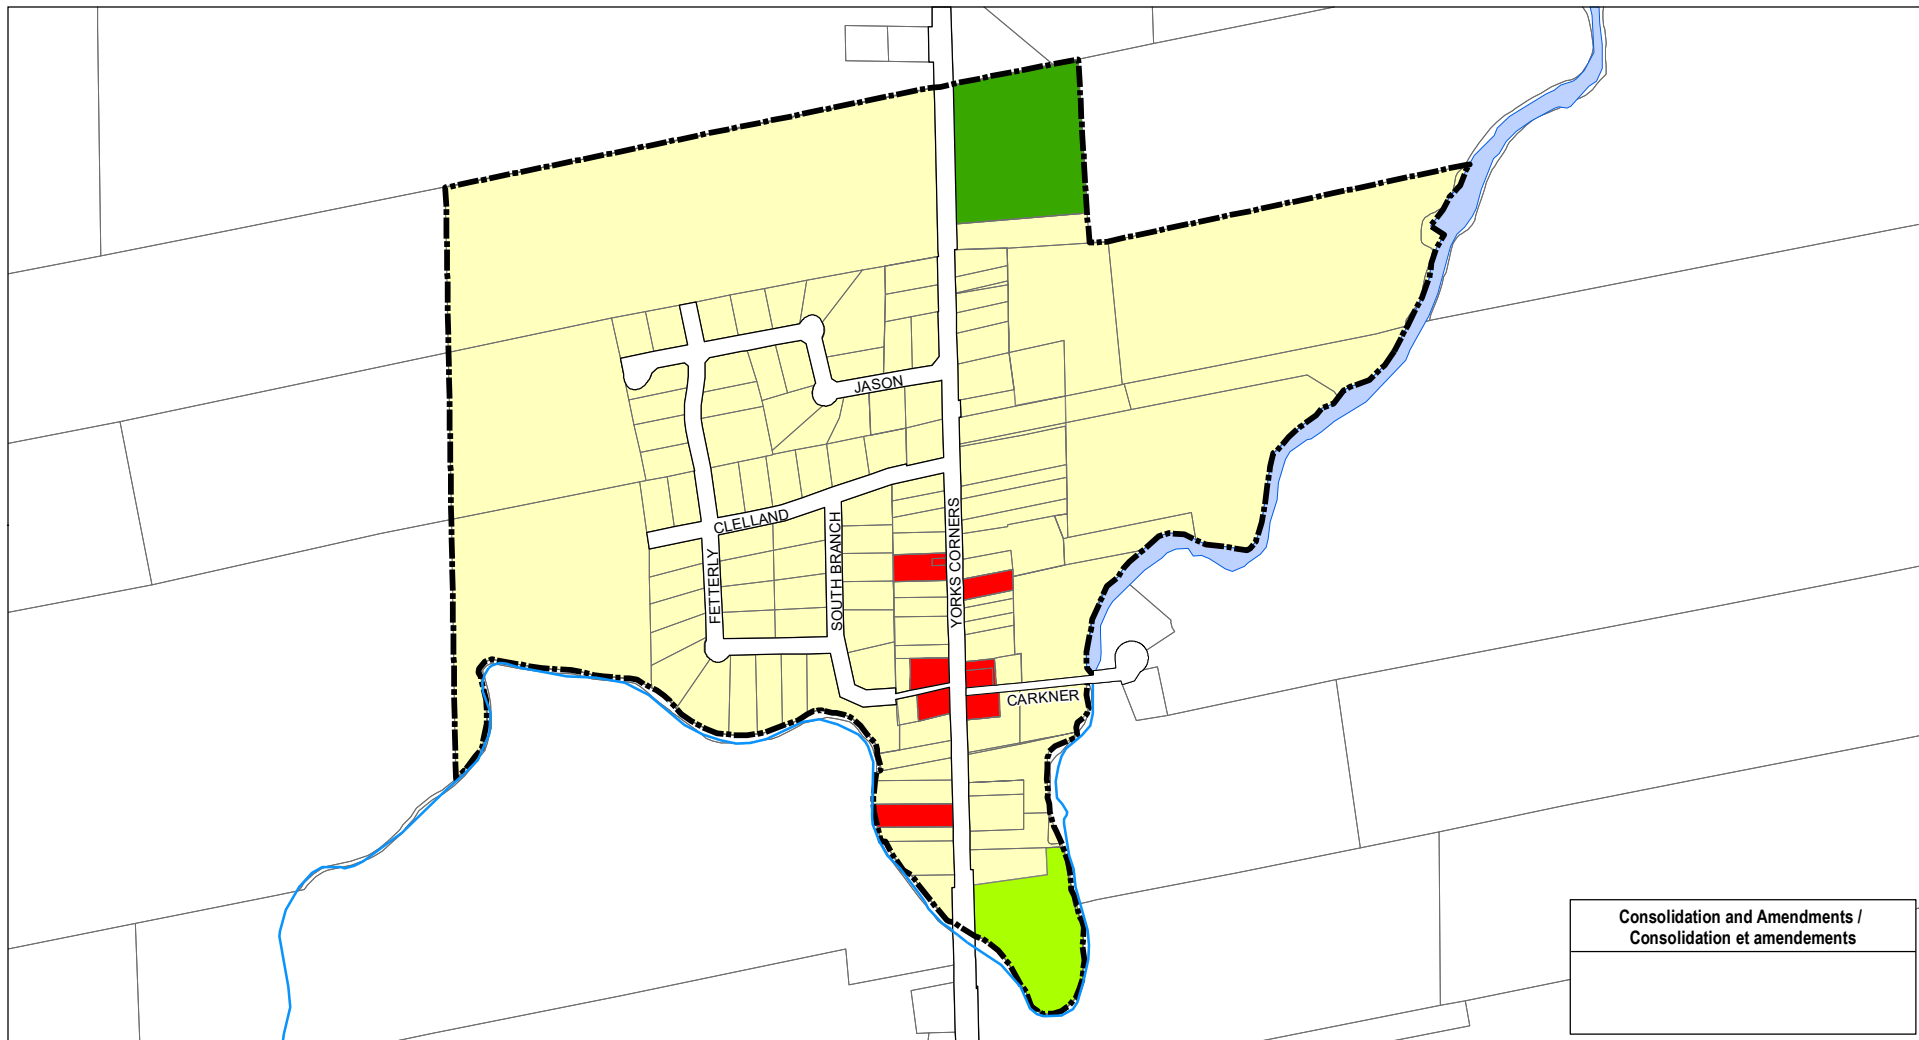 JASON
CLELLAND
FETTERLY
SOUTH BRANCH
YORKS CORNERS
CARKNER
Consolidation and Amendments /
Consolidation et amendements